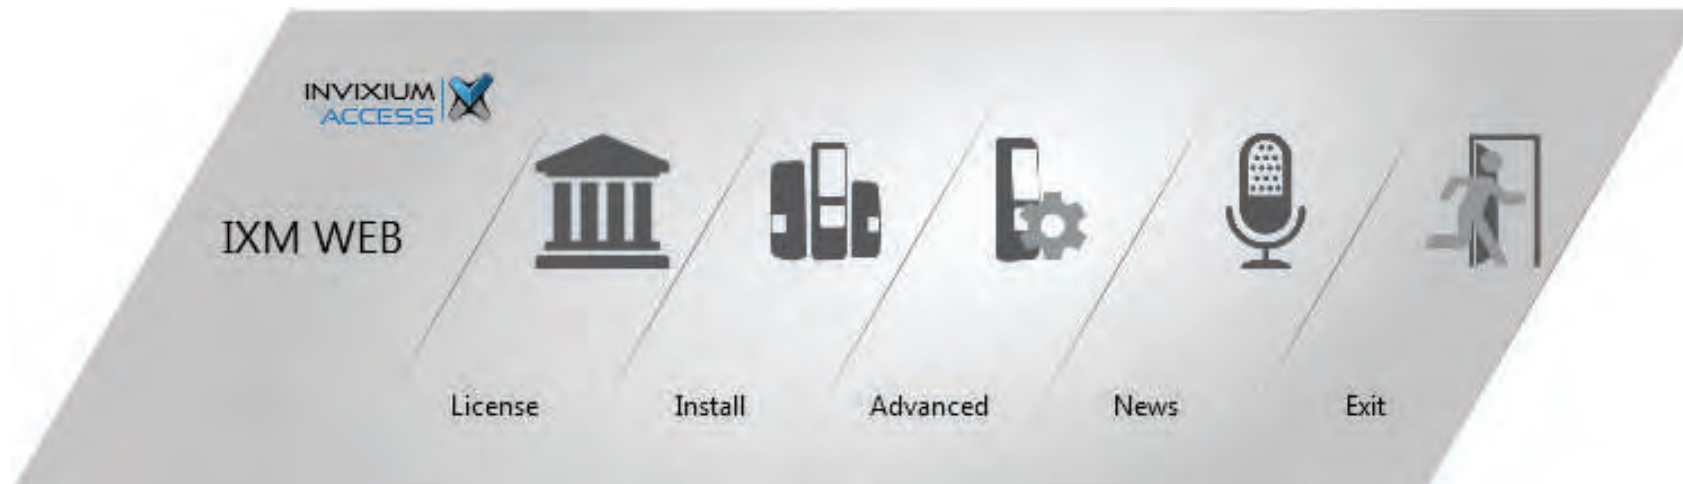 INVIXIUM
ACCESS
IXM WEB
License
Install
Advanced
News
Exit